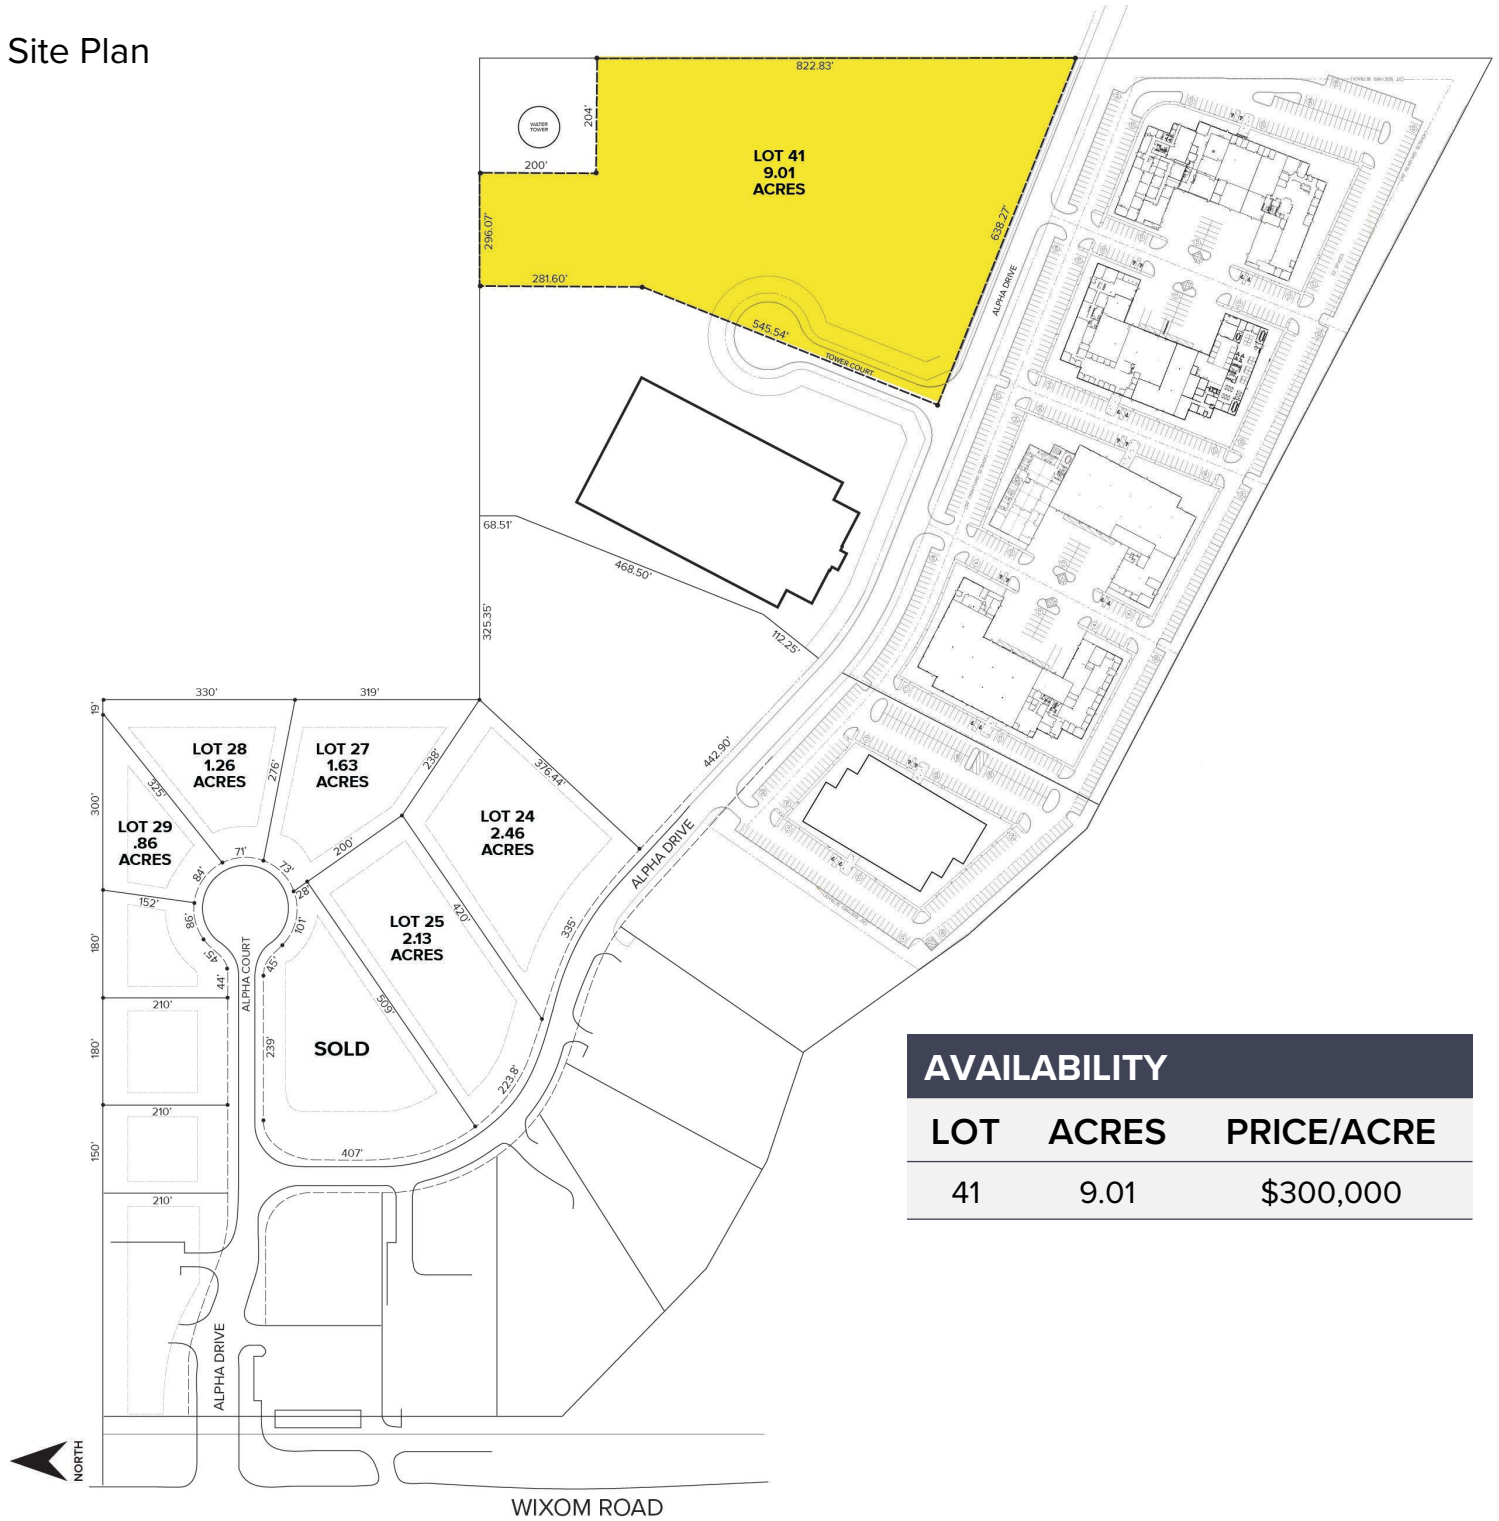 Site Plan
822.83'
204'
WATER
TOWER
200'
LOT 41
9.01
ACRES
296.07'
281.60'
638.27'
ALPHA DRIVE
545.54'
TOWER COURT
68.51'
468.50'
325.35'
112.25'
442.90'
330'
319'
19'
LOT 28
1.26
ACRES
LOT 27
1.63
ACRES
276'
238'
376.44'
325'
300'
LOT 29
.86
ACRES
LOT 24
2.46
ACRES
200'
71'
73'
84'
28'
152'
86'
101'
45'
45'
44'
180'
ALPHA COURT
LOT 25
2.13
ACRES
420'
335'
ALPHA DRIVE
210'
509'
239'
SOLD
180'
223.8'
210'
150'
407'
210'
ALPHA DRIVE
AVAILABILITY
LOT ACRES PRICE/ACRE
41 9.01 $300,000
NORTH
WIXOM ROAD